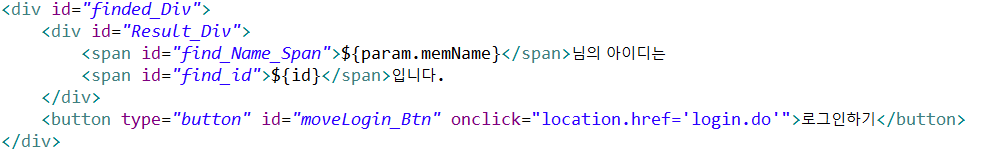 <div id="finded_Div">
    <div id="Result_Div">
        <span id="find_Name_Span">${param.memName}</span>님의 아이디는
        <span id="find_id">${id}</span>입니다.
    </div>
    <button type="button" id="moveLogin_Btn" onclick="location.href='login.do'">로그인하기</button>
</div>